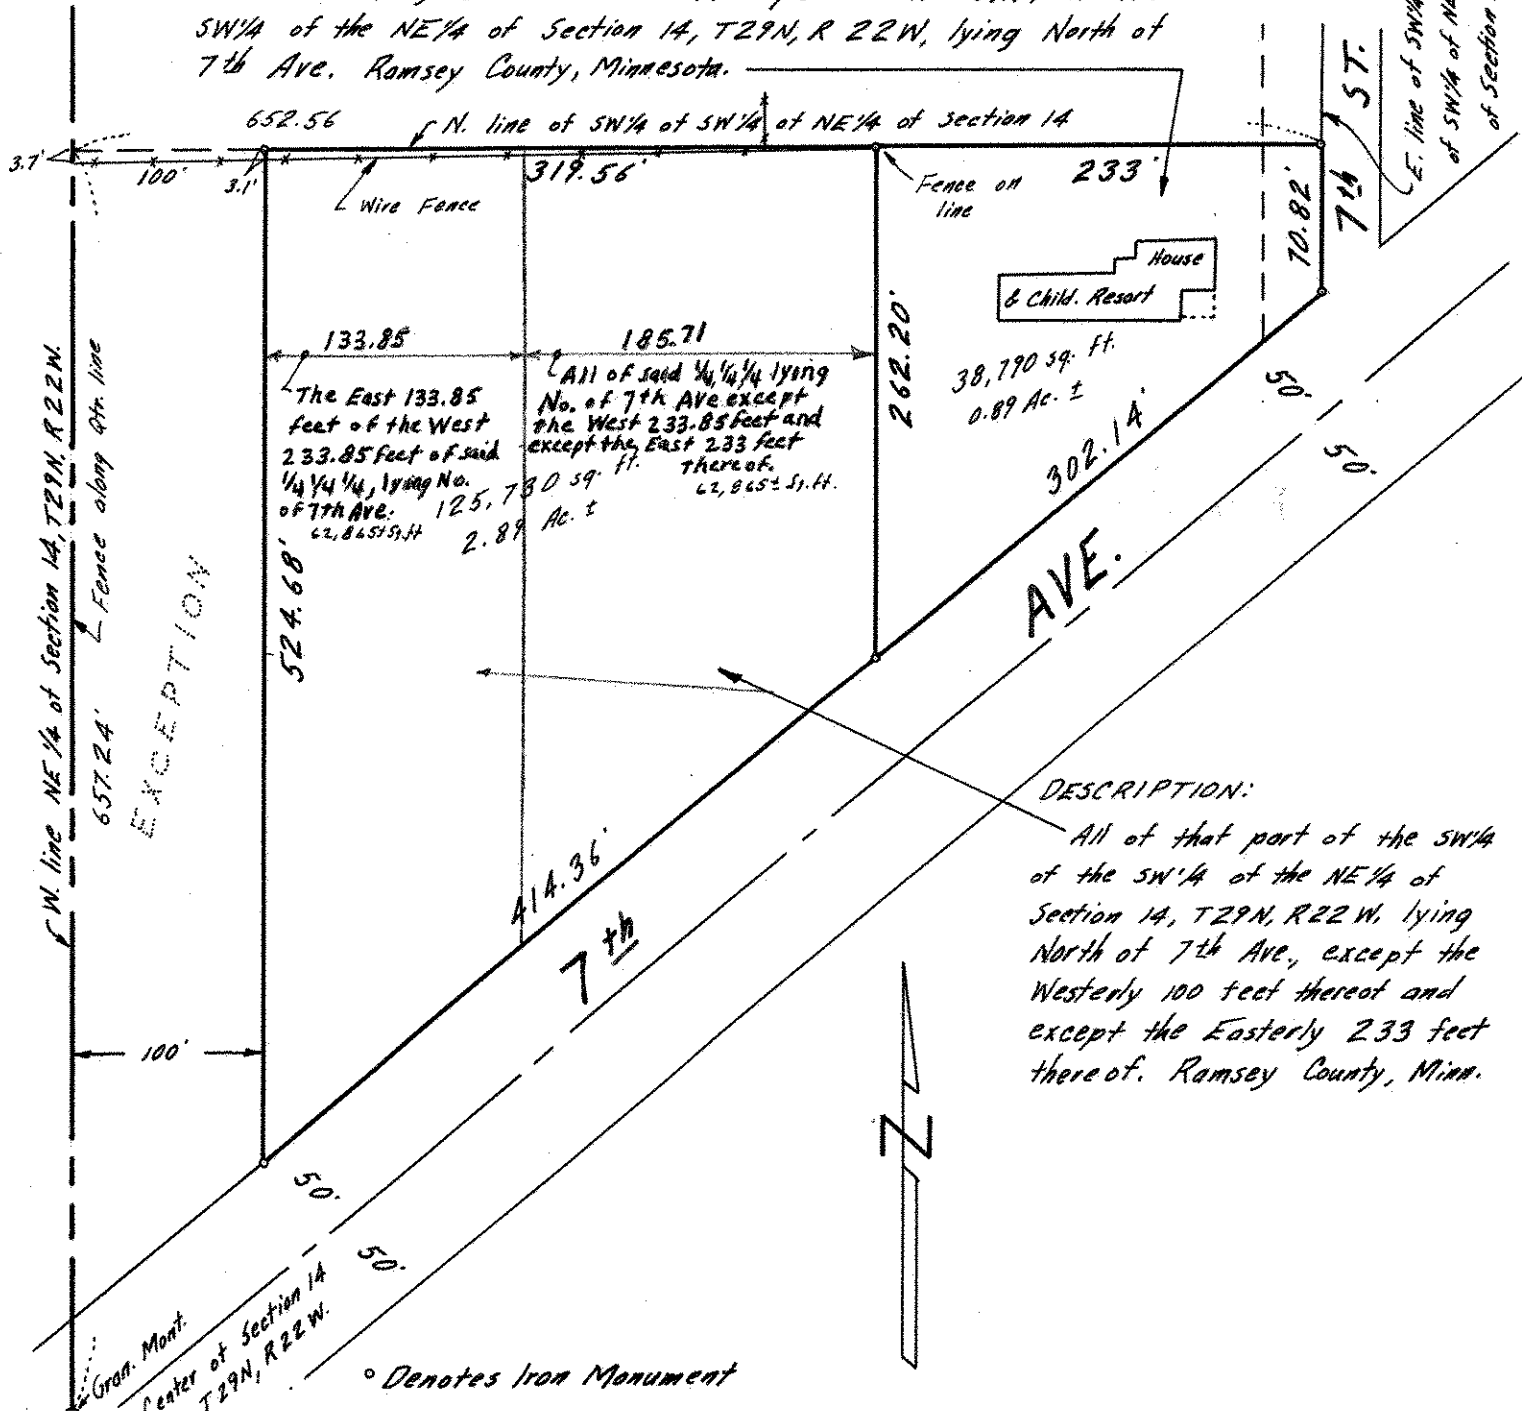 SW¼ of the NE¼ of Section 14, T29N, R 22W, lying North of
7th Ave. Ramsey County, Minnesota.
652.56
N. line of SW¼ of SW¼ of NE¼ of Section 14
3.7'
100'
3.1'
Wire Fence
319.56'
Fence on
line
233'
70.82'
7th ST.
E. line of SW¼
of SW¼ of NE
of Section
House
& Child. Resort
133.85
185.71
262.20'
38,790 sq. ft.
0.89 Ac. ±
The East 133.85
feet of the West
233.85 feet of said
¼ ¼ ¼, lying No.
of 7th Ave.
62,865± Sq.ft
All of said ¼,¼,¼ lying
No. of 7th Ave except
the West 233.85 feet and
except the East 233 feet
thereof.
62,865± Sq.ft.
125,730 sq. ft.
2.89 Ac. ±
302.14'
50'
50'
W. line NE ¼ of Section 14, T29N, R22W.
Fence along Qtr. line
657.24'
EXCEPTION
524.68'
414.36'
7th AVE.
100'
DESCRIPTION:
All of that part of the SW¼
of the SW¼ of the NE¼ of
Section 14, T29N, R22W. lying
North of 7th Ave., except the
Westerly 100 feet thereof and
except the Easterly 233 feet
thereof. Ramsey County, Minn.
N
50'
50'
Gran. Mont.
Center of Section 14
T29N, R22W.
° Denotes Iron Monument